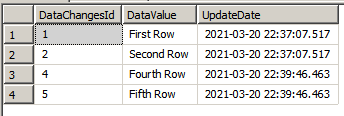 DataChangesId DataValue UpdateDate
1 1 First Row 2021-03-20 22:37:07.517
2 2 Second Row 2021-03-20 22:37:07.517
3 4 Fourth Row 2021-03-20 22:39:46.463
4 5 Fifth Row 2021-03-20 22:39:46.463